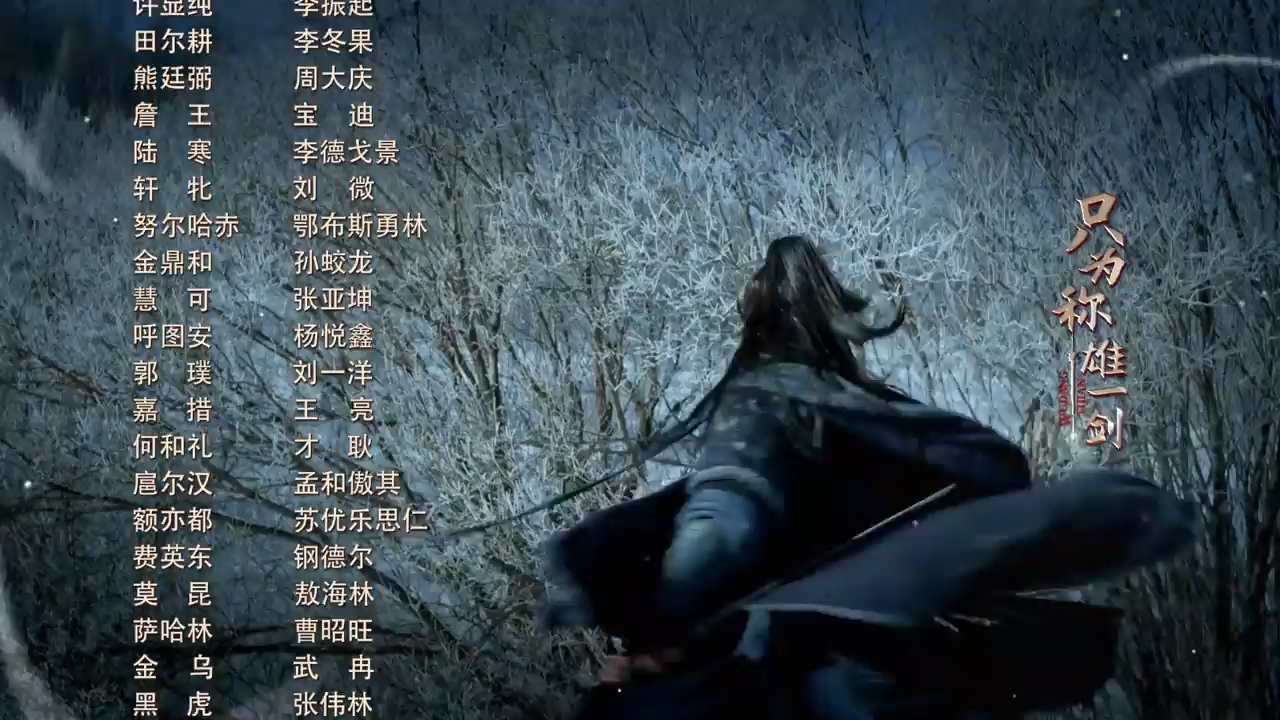 许显纯 李振起
田尔耕 李冬果
熊廷弼 周大庆
詹 王 宝 迪
陆 寒 李德戈景
轩 牝 刘 微
努尔哈赤 鄂布斯勇林
金鼎和 孙蛟龙
慧 可 张亚坤
呼图安 杨悦鑫
郭 璞 刘一洋
嘉 措 王 亮
何和礼 才 耿
扈尔汉 孟和傲其
额亦都 苏优乐思仁
费英东 钢德尔
莫 昆 敖海林
萨哈林 曹昭旺
金 乌 武 冉
黑 虎 张伟林
只为称雄一剑